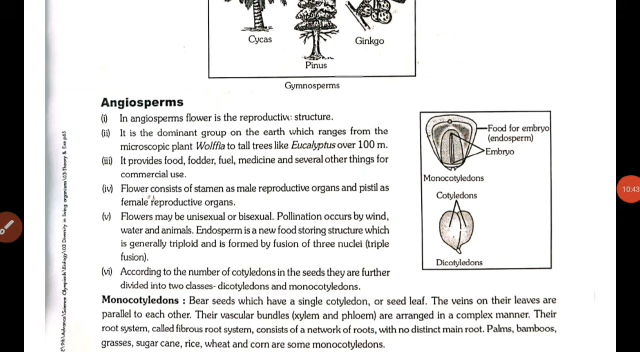 Cycas
Pinus
Ginkgo
Gymnosperms
Angiosperms
(i) In angiosperms flower is the reproductive structure.
(ii) It is the dominant group on the earth which ranges from the
microscopic plant Wolffia to tall trees like Eucalyptus over 100 m.
(iii) It provides food, fodder, fuel, medicine and several other things for
commercial use.
(iv) Flower consists of stamen as male reproductive organs and pistil as
female reproductive organs.
(v) Flowers may be unisexual or bisexual. Pollination occurs by wind,
water and animals. Endosperm is a new food storing structure which
is generally triploid and is formed by fusion of three nuclei (triple
fusion).
(vi) According to the number of cotyledons in the seeds they are further
divided into two classes- dicotyledons and monocotyledons.
Food for embryo
(endosperm)
Embryo
Monocotyledons
Cotyledons
Dicotyledons
Monocotyledons : Bear seeds which have a single cotyledon, or seed leaf. The veins on their leaves are
parallel to each other. Their vascular bundles (xylem and phloem) are arranged in a complex manner. Their
root system, called fibrous root system, consists of a network of roots, with no distinct main root. Palms, bamboos,
grasses, sugar cane, rice, wheat and corn are some monocotyledons.
10:43